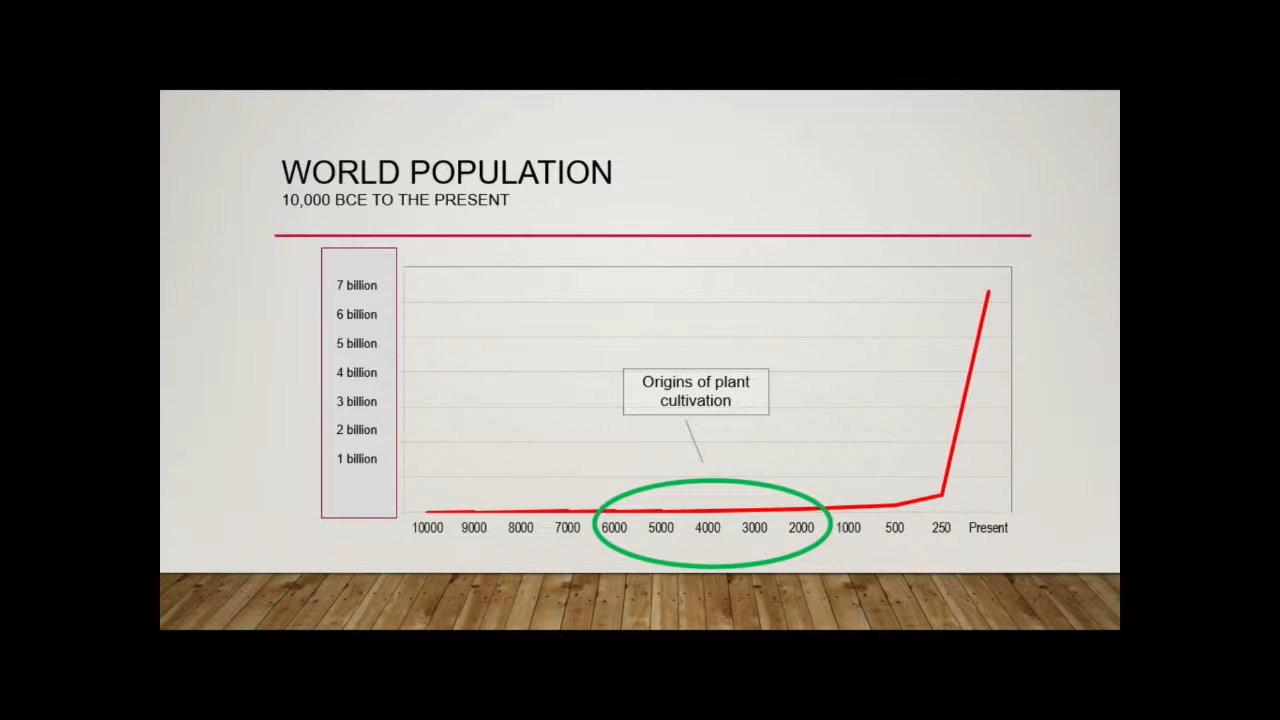 WORLD POPULATION
10,000 BCE TO THE PRESENT
7 billion
6 billion
5 billion
4 billion
3 billion
2 billion
1 billion
Origins of plant
cultivation
10000 9000 8000 7000 6000 5000 4000 3000 2000 1000 500 250 Present